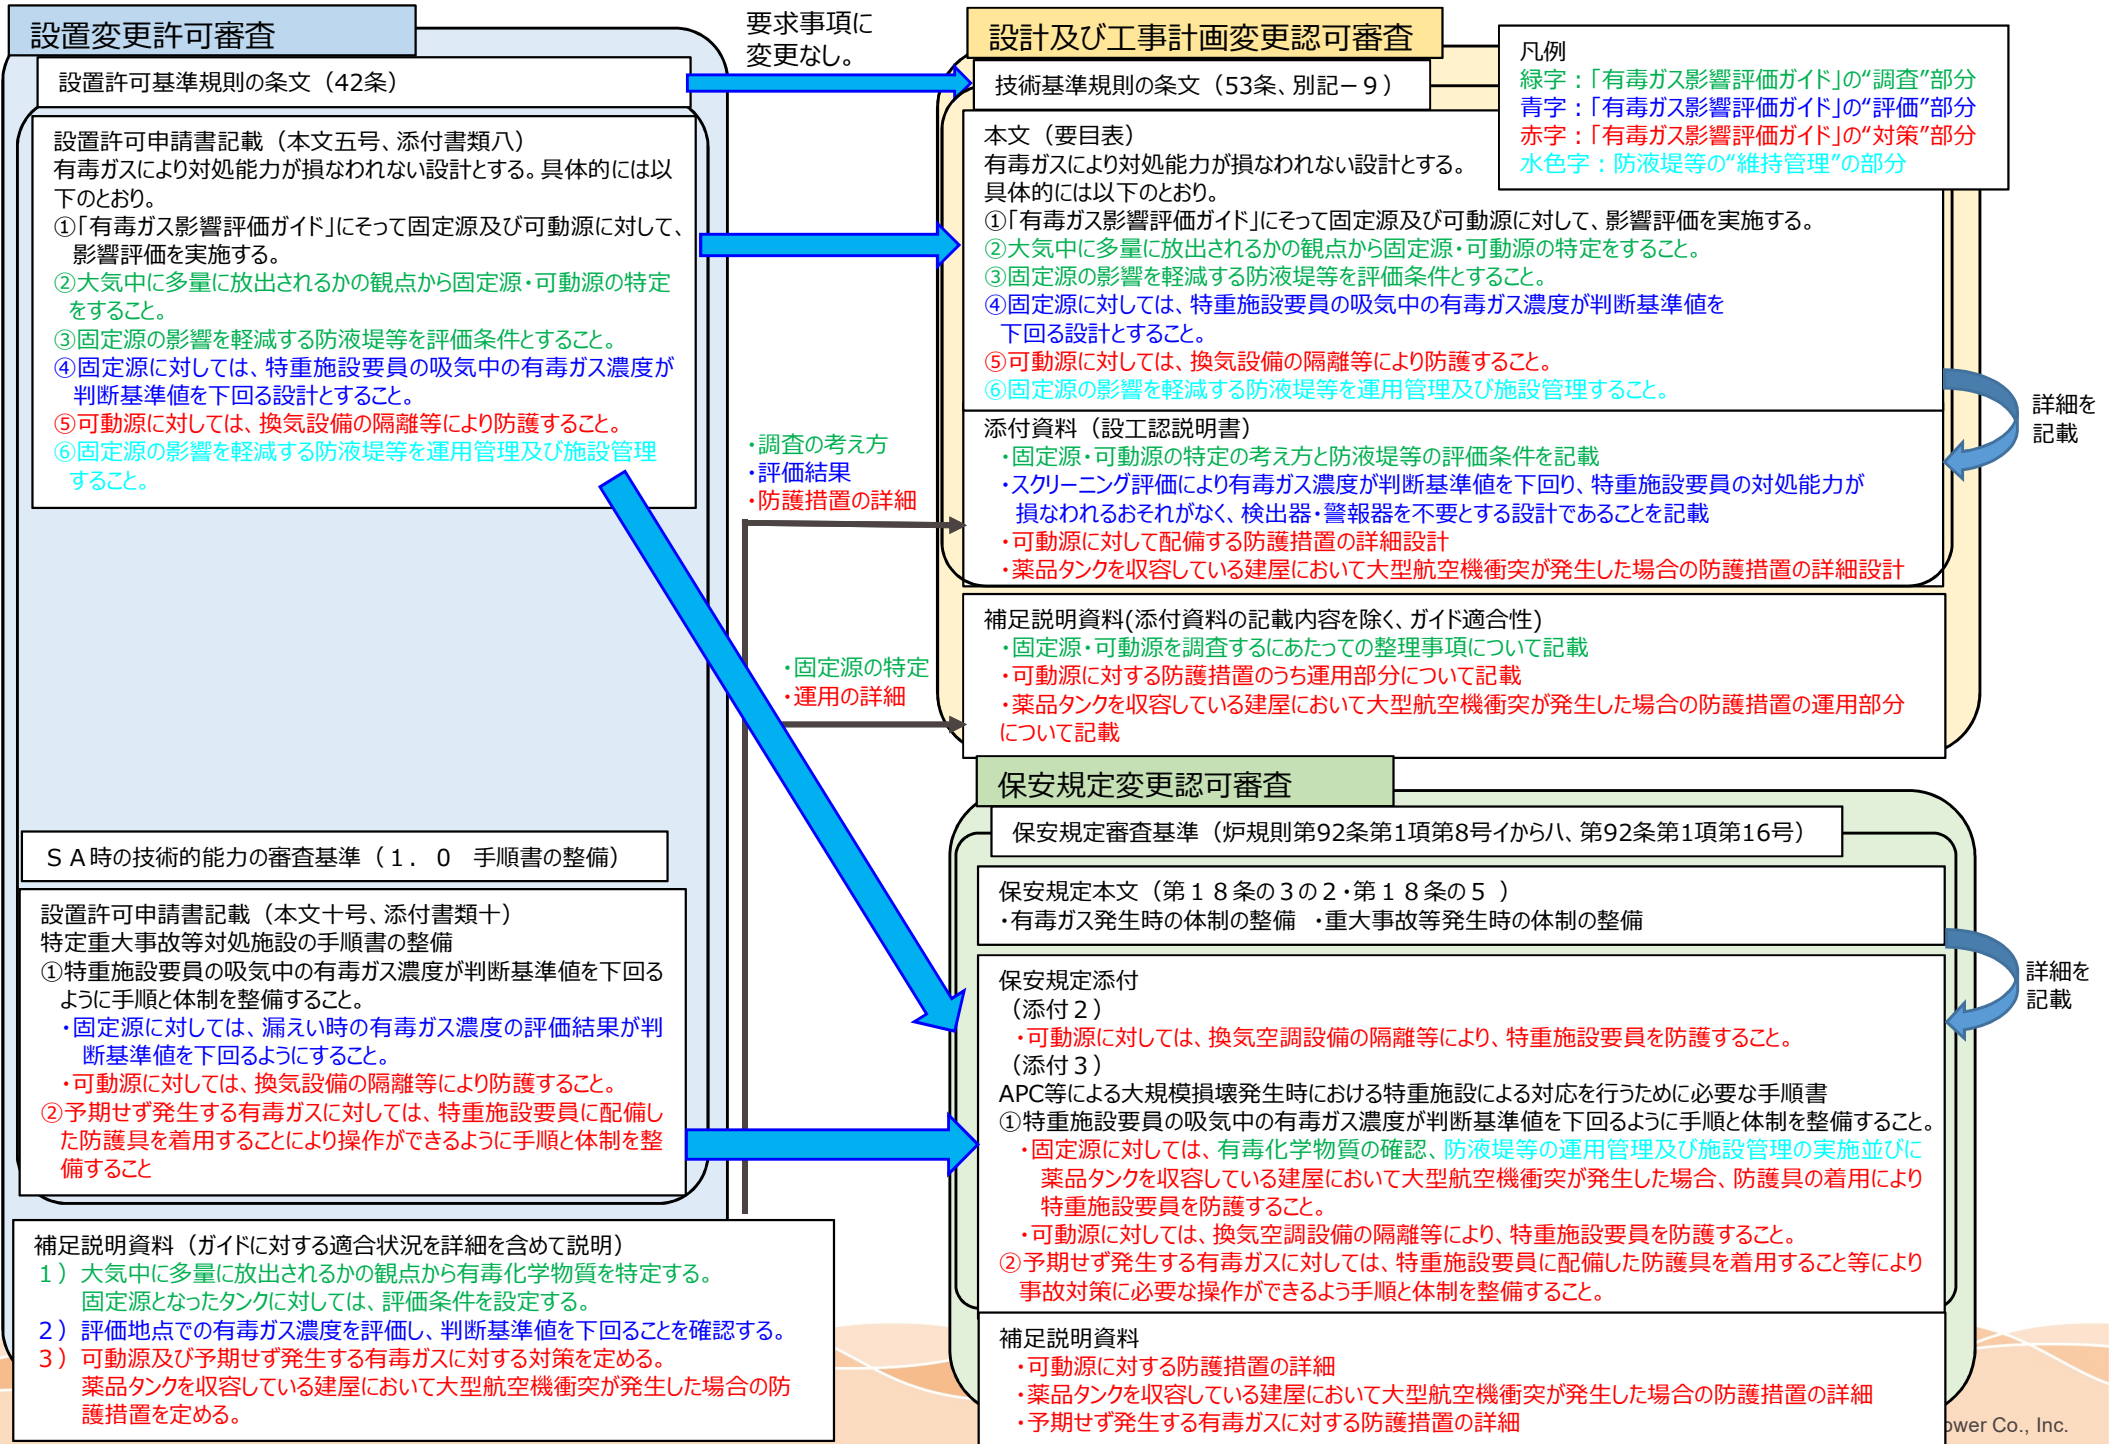 設置変更許可審査
設置許可基準規則の条文（42条）
設置許可申請書記載（本文五号、添付書類八）
有毒ガスにより対処能力が損なわれない設計とする。具体的には以
下のとおり。
①「有毒ガス影響評価ガイド」にそって固定源及び可動源に対して、
影響評価を実施する。
②大気中に多量に放出されるかの観点から固定源・可動源の特定
をすること。
③固定源の影響を軽減する防液堤等を評価条件とすること。
④固定源に対しては、特重施設要員の吸気中の有毒ガス濃度が
判断基準値を下回る設計とすること。
⑤可動源に対しては、換気設備の隔離等により防護すること。
⑥固定源の影響を軽減する防液堤等を運用管理及び施設管理
すること。
ＳＡ時の技術的能力の審査基準（１．０　手順書の整備）
設置許可申請書記載（本文十号、添付書類十）
特定重大事故等対処施設の手順書の整備
①特重施設要員の吸気中の有毒ガス濃度が判断基準値を下回る
ように手順と体制を整備すること。
・固定源に対しては、漏えい時の有毒ガス濃度の評価結果が判
断基準値を下回るようにすること。
・可動源に対しては、換気設備の隔離等により防護すること。
②予期せず発生する有毒ガスに対しては、特重施設要員に配備し
た防護具を着用することにより操作ができるように手順と体制を整
備すること
補足説明資料（ガイドに対する適合状況を詳細を含めて説明）
１）大気中に多量に放出されるかの観点から有毒化学物質を特定する。
固定源となったタンクに対しては、評価条件を設定する。
２）評価地点での有毒ガス濃度を評価し、判断基準値を下回ることを確認する。
３）可動源及び予期せず発生する有毒ガスに対する対策を定める。
薬品タンクを収容している建屋において大型航空機衝突が発生した場合の防
護措置を定める。
要求事項に
変更なし。
・調査の考え方
・評価結果
・防護措置の詳細
・固定源の特定
・運用の詳細
設計及び工事計画変更認可審査
技術基準規則の条文（53条、別記－９）
凡例
緑字：「有毒ガス影響評価ガイド」の“調査”部分
青字：「有毒ガス影響評価ガイド」の“評価”部分
赤字：「有毒ガス影響評価ガイド」の“対策”部分
水色字：防液堤等の“維持管理”の部分
本文（要目表）
有毒ガスにより対処能力が損なわれない設計とする。
具体的には以下のとおり。
①「有毒ガス影響評価ガイド」にそって固定源及び可動源に対して、影響評価を実施する。
②大気中に多量に放出されるかの観点から固定源・可動源の特定をすること。
③固定源の影響を軽減する防液堤等を評価条件とすること。
④固定源に対しては、特重施設要員の吸気中の有毒ガス濃度が判断基準値を
下回る設計とすること。
⑤可動源に対しては、換気設備の隔離等により防護すること。
⑥固定源の影響を軽減する防液堤等を運用管理及び施設管理すること。
詳細を
記載
添付資料（設工認説明書）
・固定源・可動源の特定の考え方と防液堤等の評価条件を記載
・スクリーニング評価により有毒ガス濃度が判断基準値を下回り、特重施設要員の対処能力が
損なわれるおそれがなく、検出器・警報器を不要とする設計であることを記載
・可動源に対して配備する防護措置の詳細設計
・薬品タンクを収容している建屋において大型航空機衝突が発生した場合の防護措置の詳細設計
補足説明資料(添付資料の記載内容を除く、ガイド適合性)
・固定源・可動源を調査するにあたっての整理事項について記載
・可動源に対する防護措置のうち運用部分について記載
・薬品タンクを収容している建屋において大型航空機衝突が発生した場合の防護措置の運用部分
について記載
保安規定変更認可審査
保安規定審査基準（炉規則第92条第1項第8号イからハ、第92条第1項第16号）
保安規定本文（第１８条の３の２・第１８条の５ ）
・有毒ガス発生時の体制の整備　・重大事故等発生時の体制の整備
詳細を
記載
保安規定添付
（添付２）
・可動源に対しては、換気空調設備の隔離等により、特重施設要員を防護すること。
（添付３）
APC等による大規模損壊発生時における特重施設による対応を行うために必要な手順書
①特重施設要員の吸気中の有毒ガス濃度が判断基準値を下回るように手順と体制を整備すること。
・固定源に対しては、有毒化学物質の確認、防液堤等の運用管理及び施設管理の実施並びに
薬品タンクを収容している建屋において大型航空機衝突が発生した場合、防護具の着用により
特重施設要員を防護すること。
・可動源に対しては、換気空調設備の隔離等により、特重施設要員を防護すること。
②予期せず発生する有毒ガスに対しては、特重施設要員に配備した防護具を着用すること等により
事故対策に必要な操作ができるよう手順と体制を整備すること。
補足説明資料
・可動源に対する防護措置の詳細
・薬品タンクを収容している建屋において大型航空機衝突が発生した場合の防護措置の詳細
・予期せず発生する有毒ガスに対する防護措置の詳細
ower Co., Inc.